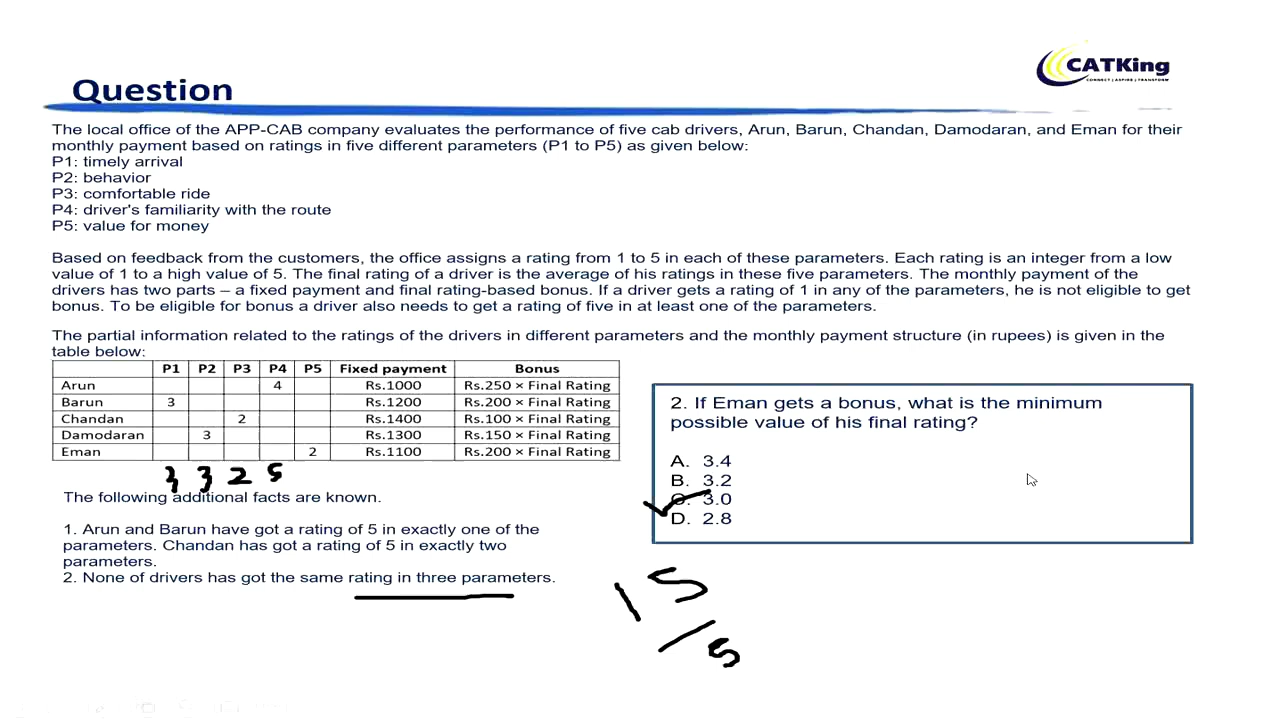 CATKing
CONNECT | ASPIRE | TRANSFORM
Question
The local office of the APP-CAB company evaluates the performance of five cab drivers, Arun, Barun, Chandan, Damodaran, and Eman for their
monthly payment based on ratings in five different parameters (P1 to P5) as given below:
P1: timely arrival
P2: behavior
P3: comfortable ride
P4: driver's familiarity with the route
P5: value for money
Based on feedback from the customers, the office assigns a rating from 1 to 5 in each of these parameters. Each rating is an integer from a low
value of 1 to a high value of 5. The final rating of a driver is the average of his ratings in these five parameters. The monthly payment of the
drivers has two parts – a fixed payment and final rating-based bonus. If a driver gets a rating of 1 in any of the parameters, he is not eligible to get
bonus. To be eligible for bonus a driver also needs to get a rating of five in at least one of the parameters.
The partial information related to the ratings of the drivers in different parameters and the monthly payment structure (in rupees) is given in the
table below:
P1 P2 P3 P4 P5 Fixed payment Bonus
Arun 4 Rs.1000 Rs.250 × Final Rating
Barun 3 Rs.1200 Rs.200 × Final Rating
Chandan 2 Rs.1400 Rs.100 × Final Rating
Damodaran 3 Rs.1300 Rs.150 × Final Rating
Eman 2 Rs.1100 Rs.200 × Final Rating
3 3 2 5
The following additional facts are known.
1. Arun and Barun have got a rating of 5 in exactly one of the
parameters. Chandan has got a rating of 5 in exactly two
parameters.
2. None of drivers has got the same rating in three parameters.
2. If Eman gets a bonus, what is the minimum
possible value of his final rating?
A. 3.4
B. 3.2
C. 3.0
D. 2.8
15
/5